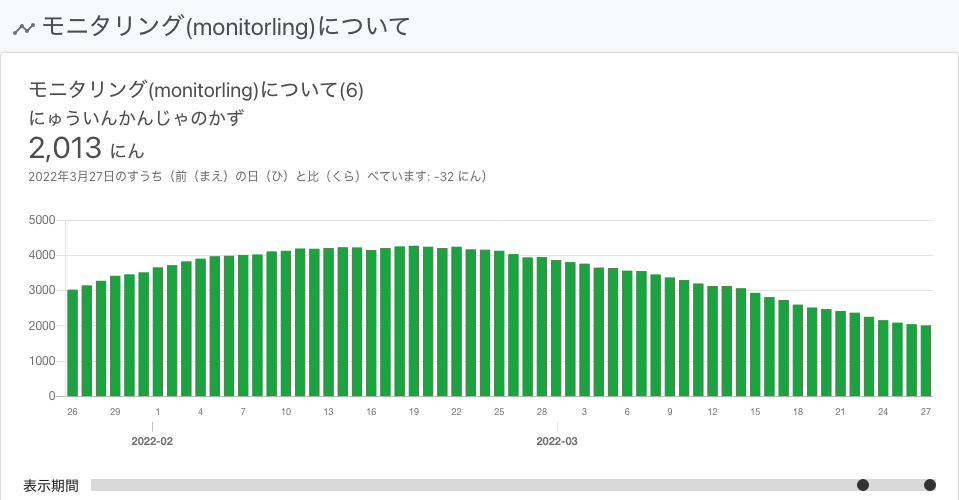 モニタリング(monitorling)について
モニタリング(monitorling)について(6)
にゅういんかんじゃのかず
2,013 にん
2022年3月27日のすうち（前（まえ）の日（ひ）と比（くら）べています: -32 にん）
5000
4000
3000
2000
1000
0
26 29 1 4 7 10 13 16 19 22 25 28 3 6 9 12 15 18 21 24 27
2022-02 2022-03
表示期間